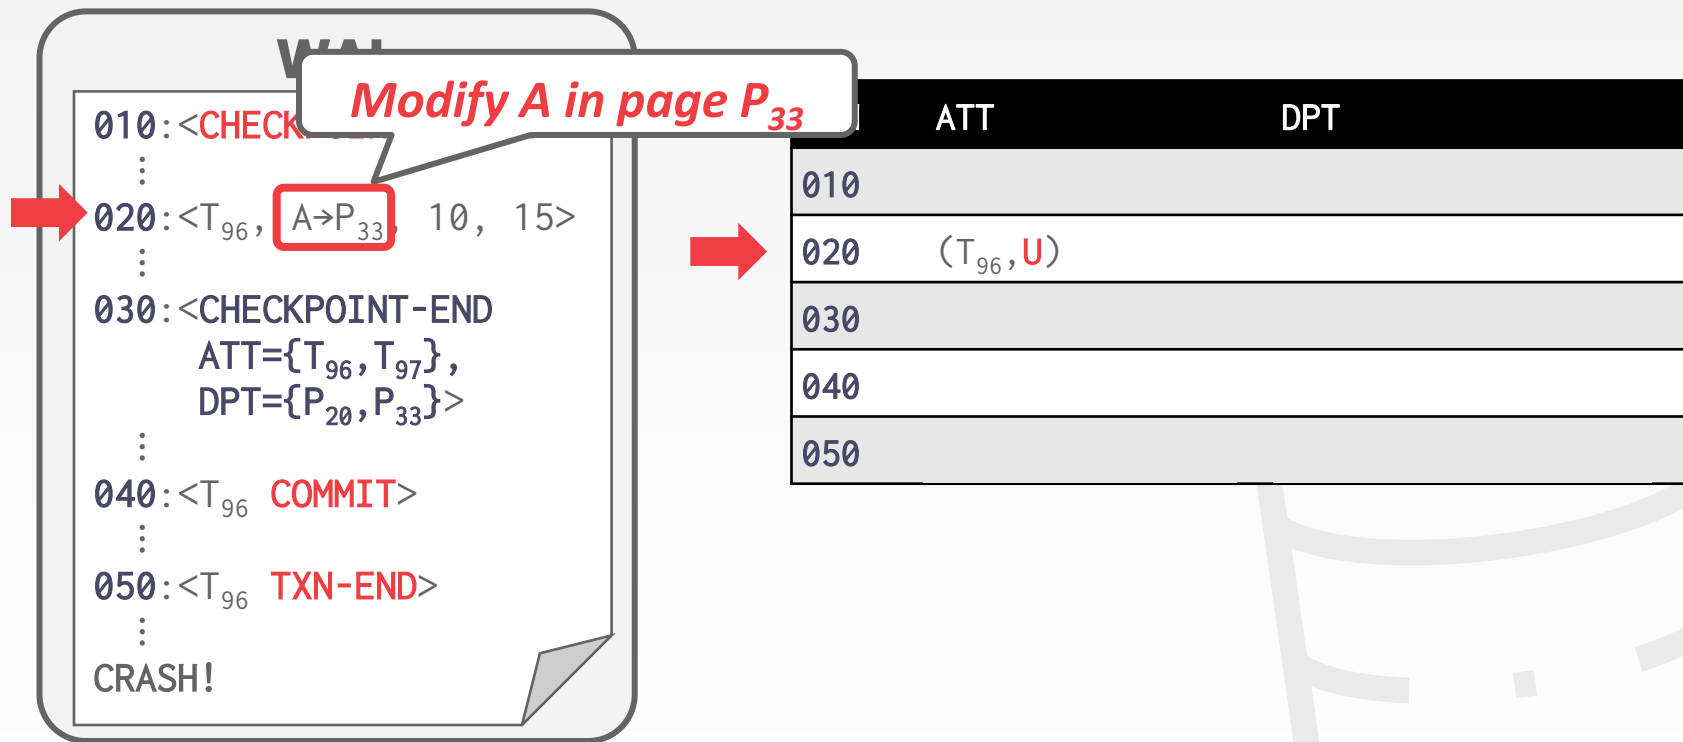 Modify A in page P33
010:<CHECK
⋮
020:<T96, A→P33, 10, 15>
⋮
030:<CHECKPOINT-END
ATT={T96,T97},
DPT={P20,P33}>
⋮
040:<T96 COMMIT>
⋮
050:<T96 TXN-END>
⋮
CRASH!
ATT DPT
010
020 (T96,U)
030
040
050